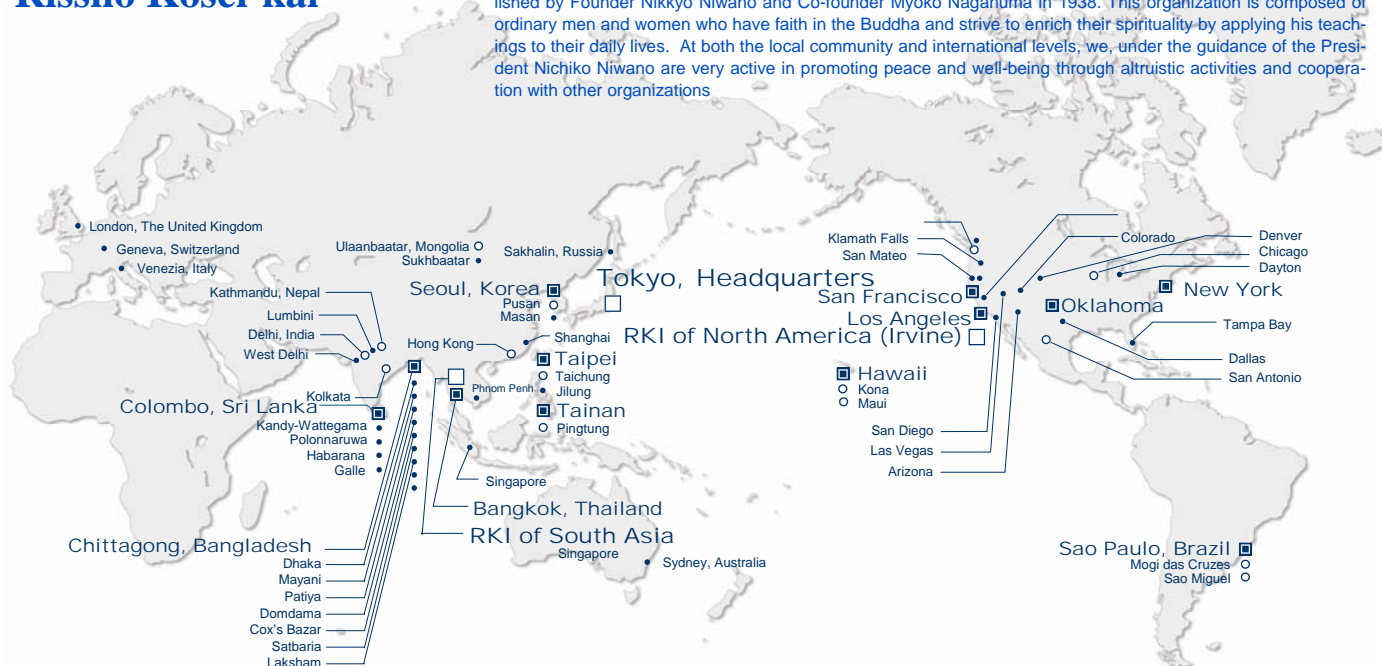 Rissho Kosei-kai
lished by Founder Nikkyo Niwano and Co-founder Myoko Naganuma in 1938. This organization is composed of
ordinary men and women who have faith in the Buddha and strive to enrich their spirituality by applying his teach-
ings to their daily lives. At both the local community and international levels, we, under the guidance of the Presi-
dent Nichiko Niwano are very active in promoting peace and well-being through altruistic activities and coopera-
tion with other organizations
London, The United Kingdom
Geneva, Switzerland
Venezia, Italy
Ulaanbaatar, Mongolia
Sukhbaatar
Sakhalin, Russia
Tokyo, Headquarters
Seoul, Korea
Pusan
Masan
Kathmandu, Nepal
Lumbini
Delhi, India
West Delhi
Hong Kong
Shanghai
Taipei
Taichung
Jilung
Tainan
Pingtung
Phnom Penh
Kolkata
Colombo, Sri Lanka
Kandy-Wattegama
Polonnaruwa
Habarana
Galle
Singapore
Bangkok, Thailand
RKI of South Asia
Singapore
Sydney, Australia
Chittagong, Bangladesh
Dhaka
Mayani
Patiya
Domdama
Cox's Bazar
Satbaria
Laksham
Klamath Falls
San Mateo
San Francisco
Los Angeles
RKI of North America (Irvine)
Colorado
Denver
Chicago
Dayton
New York
Oklahoma
Tampa Bay
Dallas
San Antonio
Hawaii
Kona
Maui
San Diego
Las Vegas
Arizona
Sao Paulo, Brazil
Mogi das Cruzes
Sao Miguel